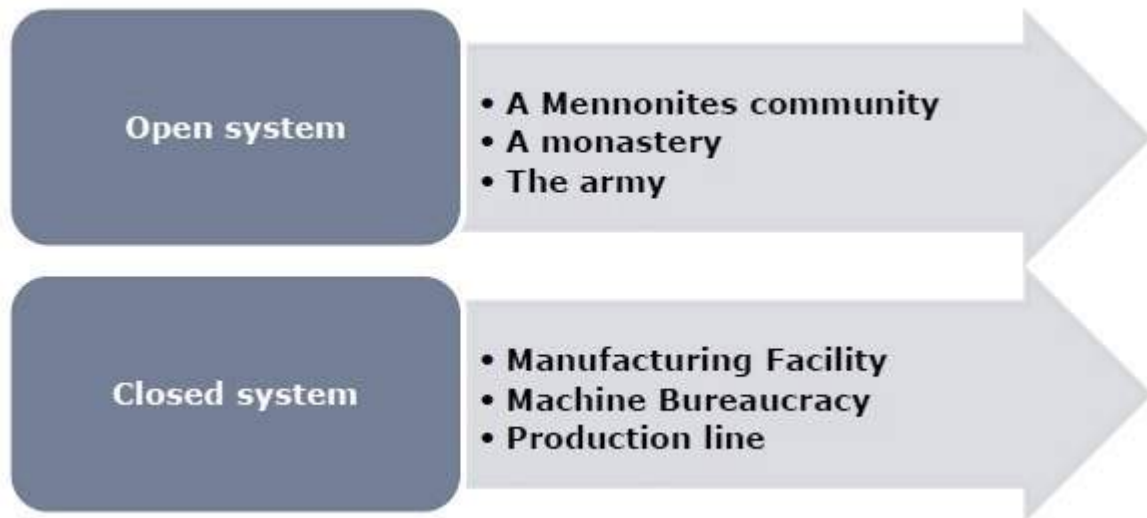 Open system
• A Mennonites community
• A monastery
• The army
Closed system
• Manufacturing Facility
• Machine Bureaucracy
• Production line